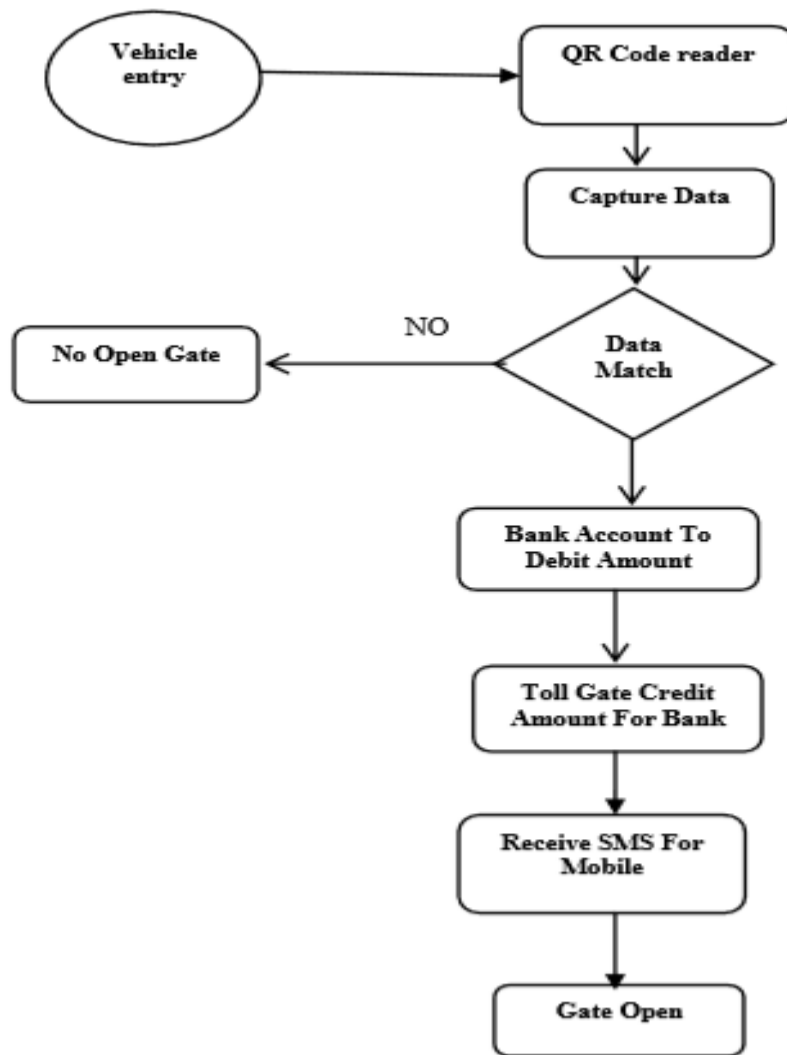 Vehicle
entry
QR Code reader
Capture Data
NO
No Open Gate
Data
Match
Bank Account To
Debit Amount
Toll Gate Credit
Amount For Bank
Receive SMS For
Mobile
Gate Open